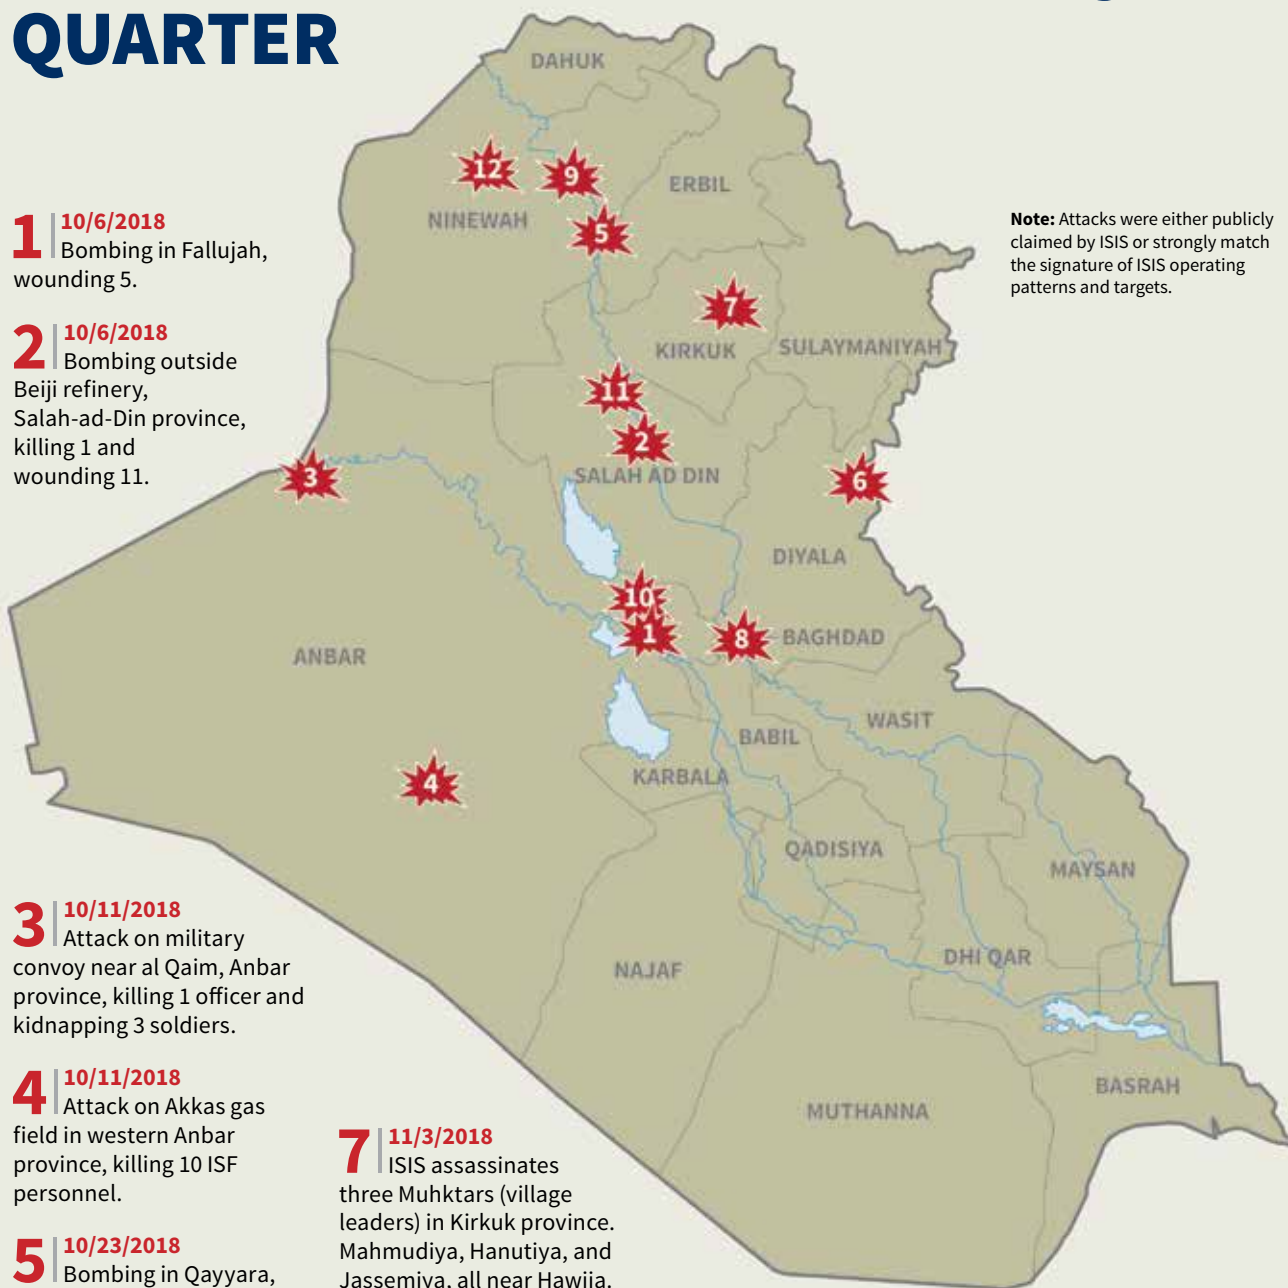 QUARTER
1 10/6/2018
Bombing in Fallujah,
wounding 5.
2 10/6/2018
Bombing outside
Beiji refinery,
Salah-ad-Din province,
killing 1 and
wounding 11.
3 10/11/2018
Attack on military
convoy near al Qaim, Anbar
province, killing 1 officer and
kidnapping 3 soldiers.
4 10/11/2018
Attack on Akkas gas
field in western Anbar
province, killing 10 ISF
personnel.
5 10/23/2018
Bombing in Qayyara,
7 11/3/2018
ISIS assassinates
three Muhktars (village
leaders) in Kirkuk province.
Mahmudiya, Hanutiya, and
Jassemiya, all near Hawija.
Note: Attacks were either publicly
claimed by ISIS or strongly match
the signature of ISIS operating
patterns and targets.
DAHUK
12
9
ERBIL
NINEWAH
5
7
KIRKUK
SULAYMANIYAH
11
2
SALAH AD DIN
3
6
DIYALA
10
1
8
BAGHDAD
ANBAR
WASIT
BABIL
KARBALA
4
QADISIYA
MAYSAN
DHI QAR
NAJAF
BASRAH
MUTHANNA